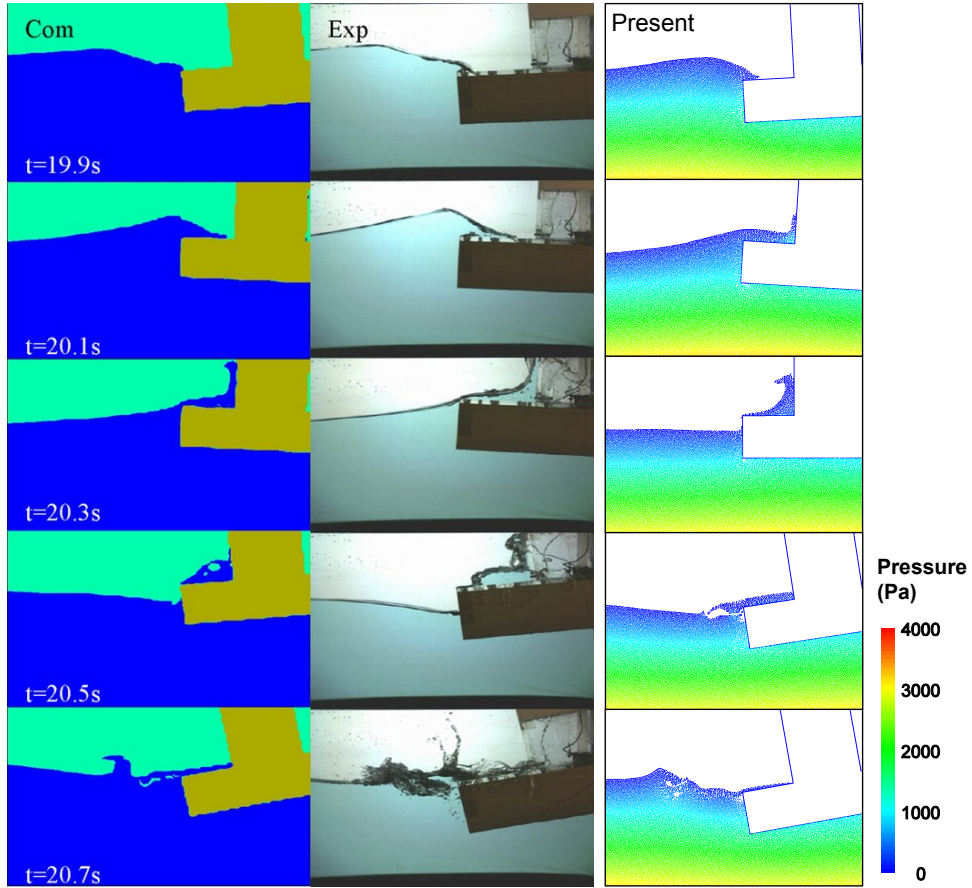 Com
Exp
Present
t=19.9s
t=20.1s
t=20.3s
t=20.5s
Pressure
(Pa)
4000
3000
2000
1000
0
t=20.7s